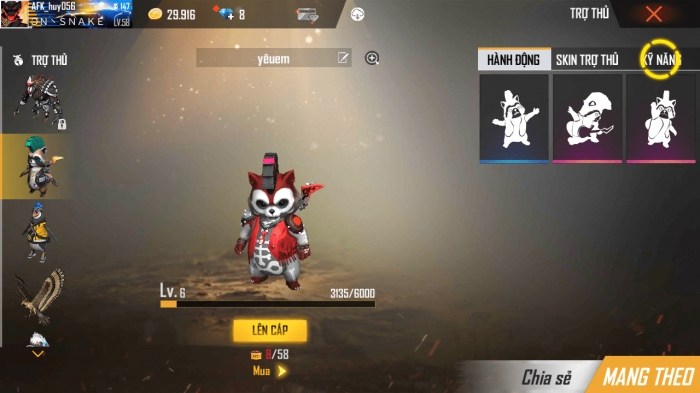 AFK_huy056
147
ON-SNAKE
LV.58
29.916
8
TRỢ THỦ
TRỢ THỦ
yêuem
HÀNH ĐỘNG
SKIN TRỢ THỦ
KỸ NĂNG
Lv. 6
3135/6000
LÊN CẤP
8/58
Mua
Chia sẻ
MANG THEO